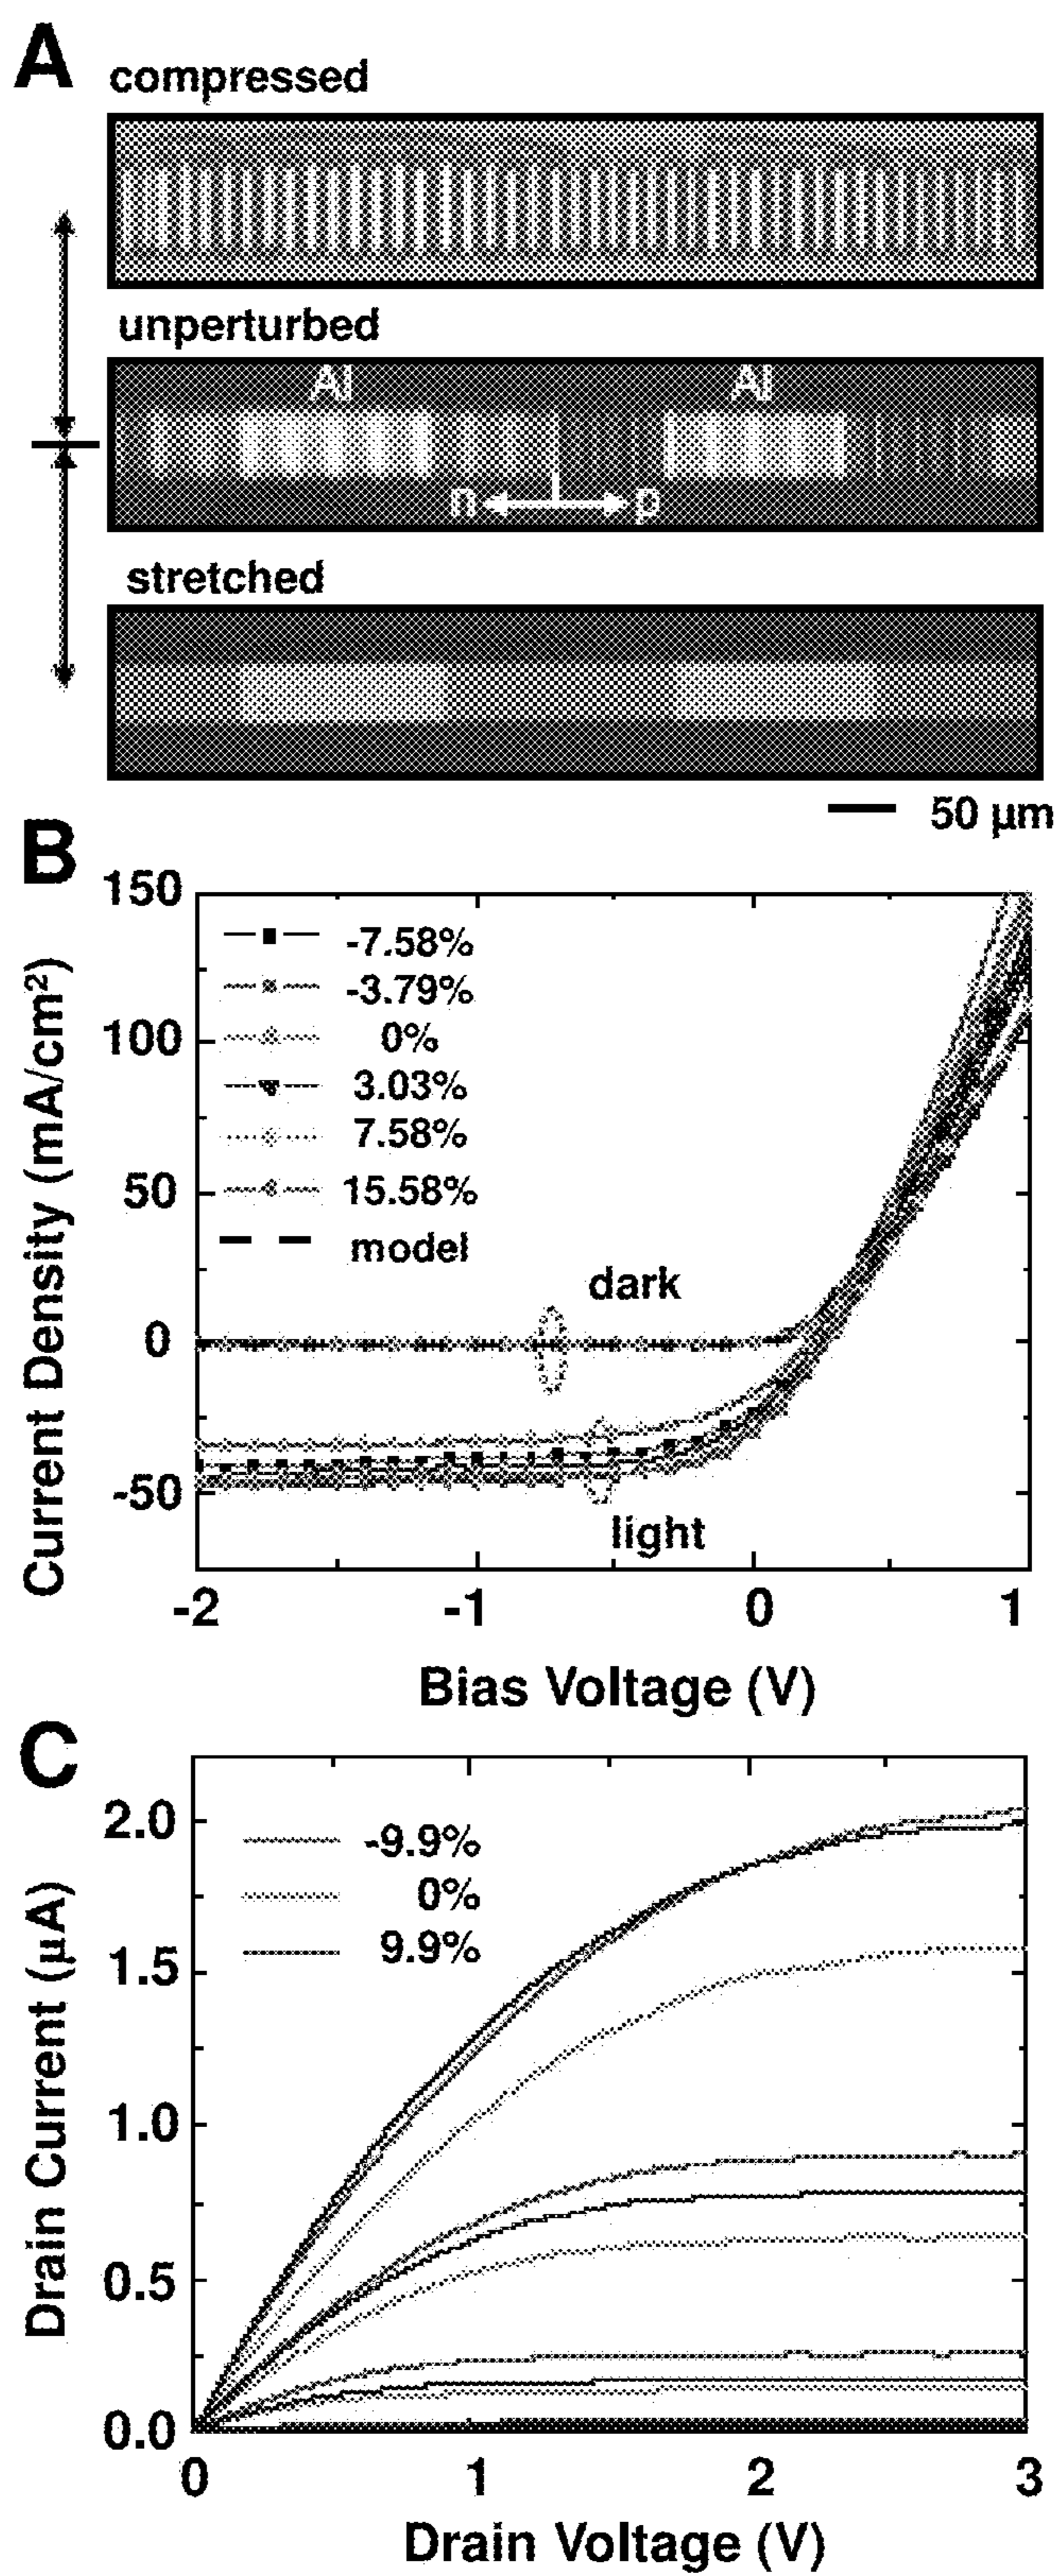 A
compressed
unperturbed
Al Al
n p
stretched
50 μm
B
150
100
50
0
-50
Current Density (mA/cm²)
-7.58%
-3.79%
0%
3.03%
7.58%
15.58%
model
dark
light
-2 -1 0 1
Bias Voltage (V)
C
2.0
1.5
1.0
0.5
0.0
Drain Current (μA)
-9.9%
0%
9.9%
0 1 2 3
Drain Voltage (V)